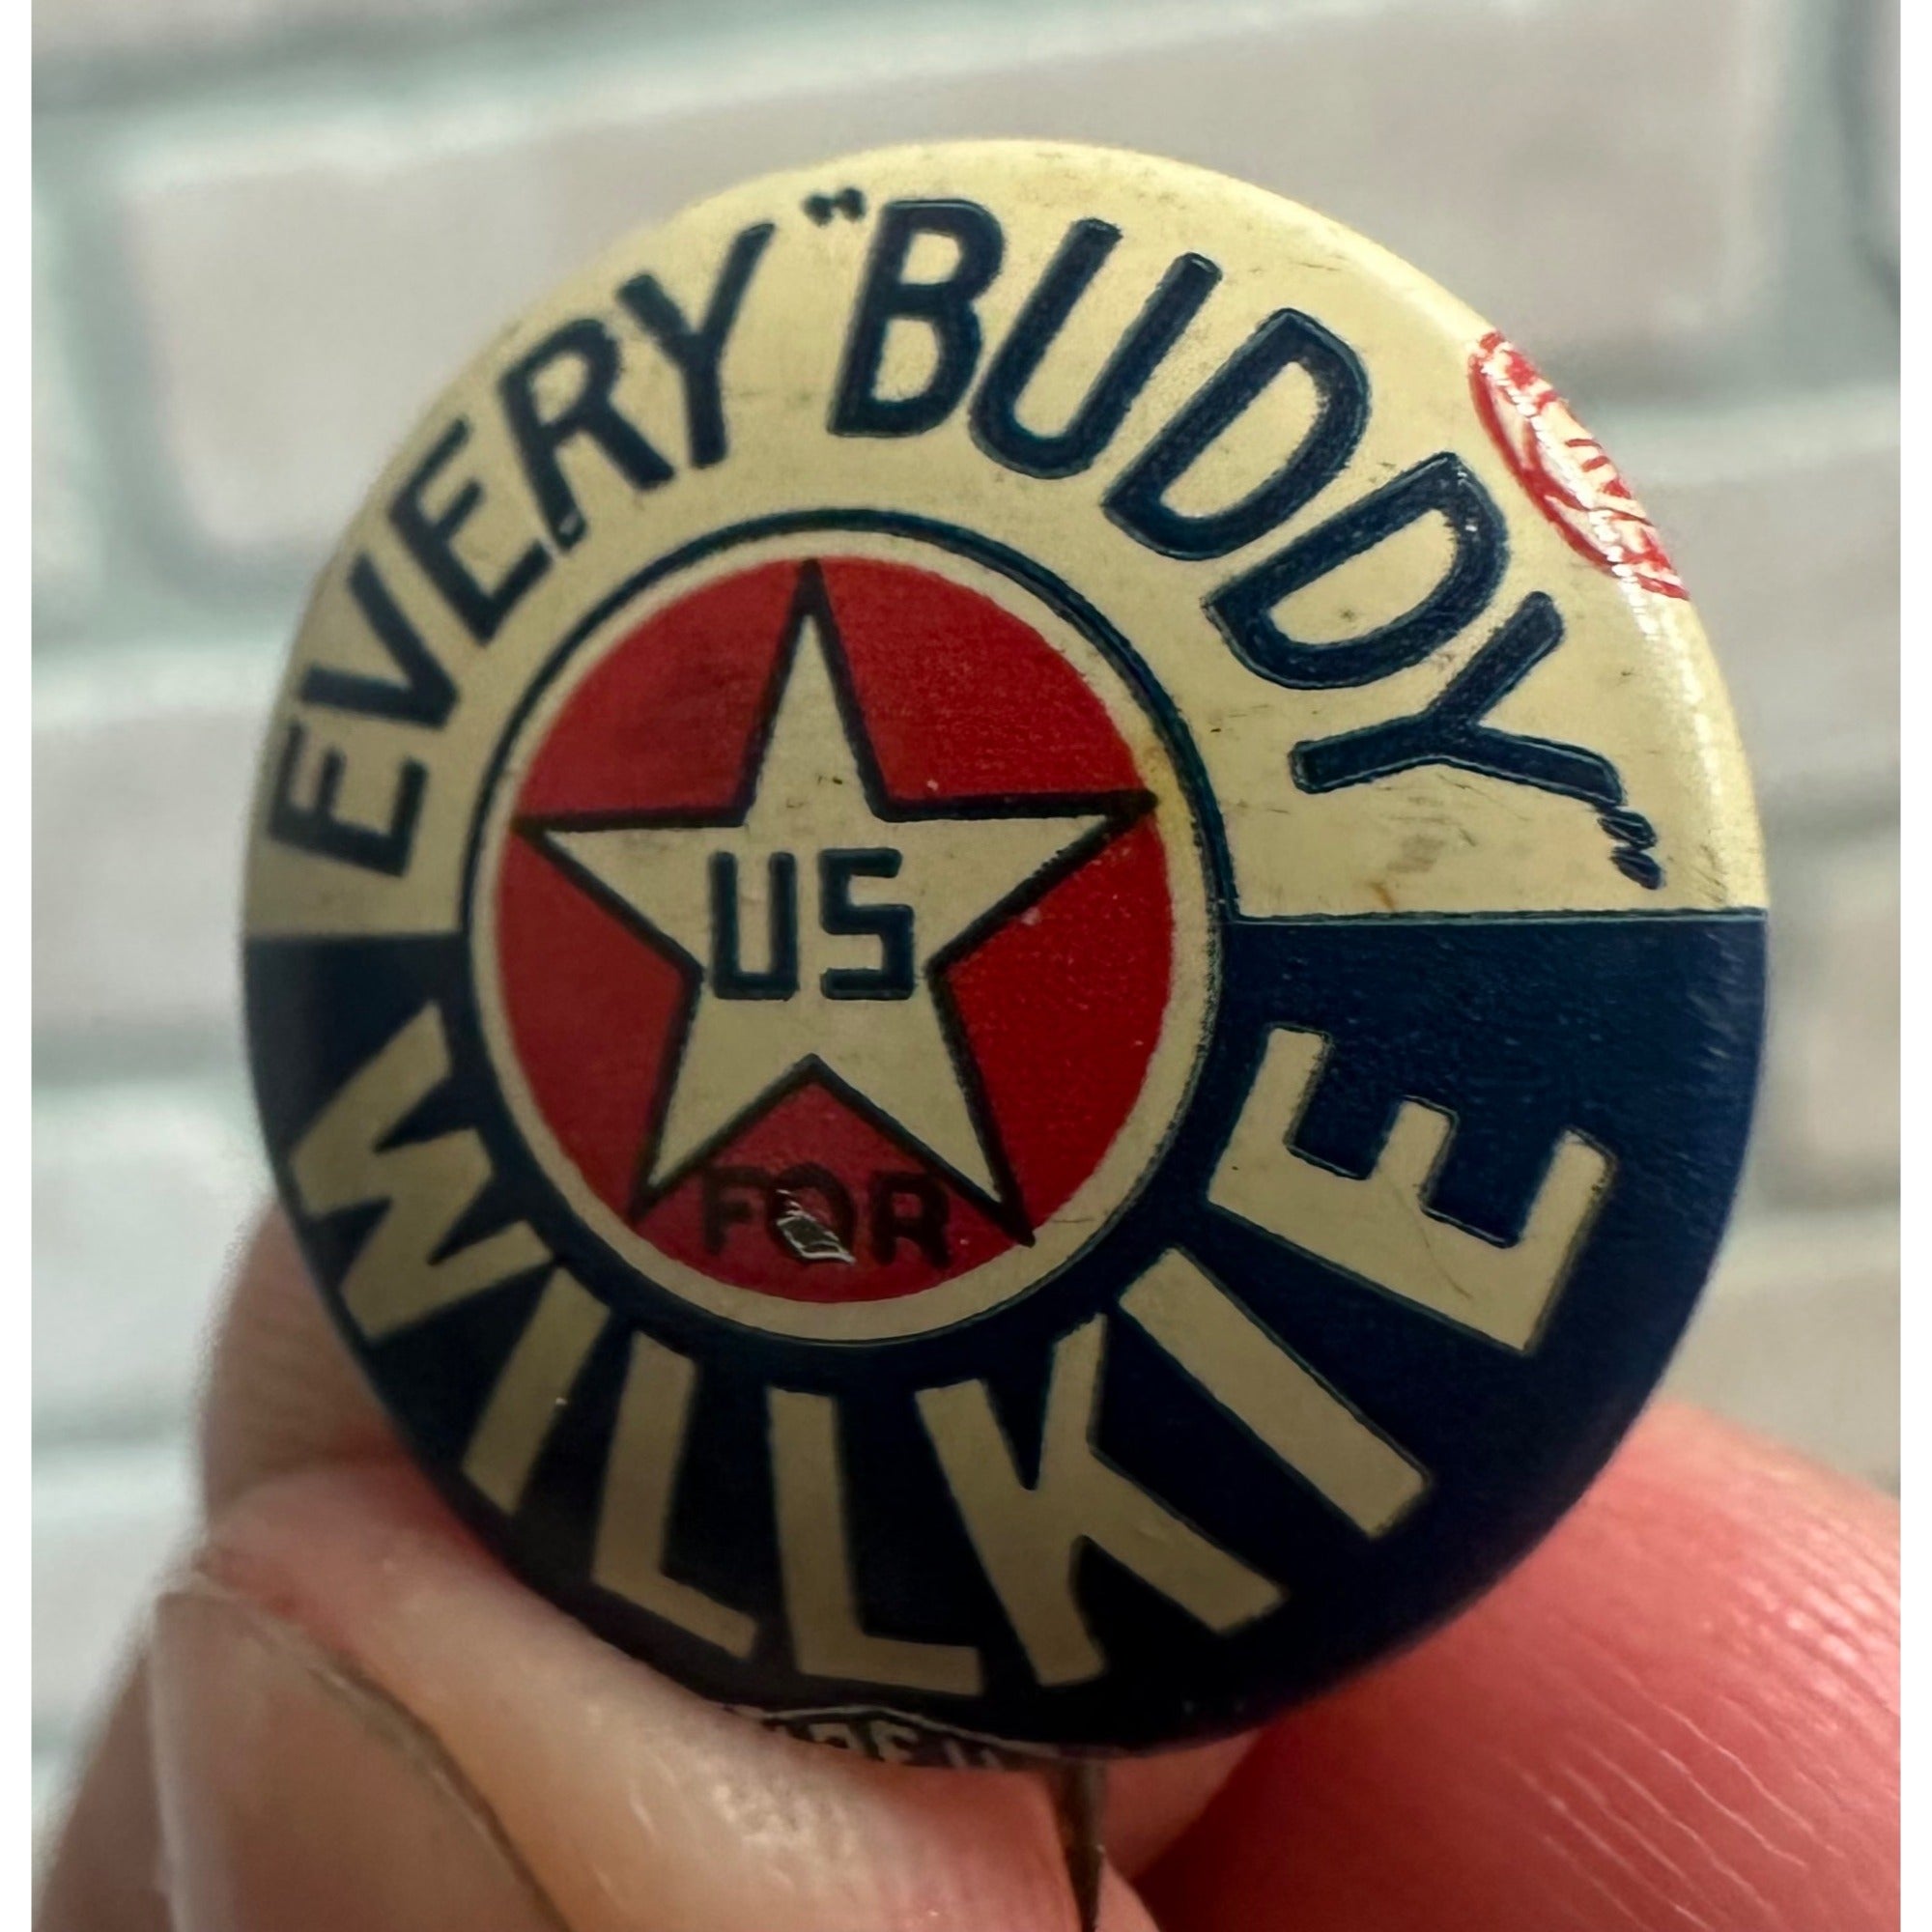 EVERY "BUDDY"
US
FOR
WILLKIE